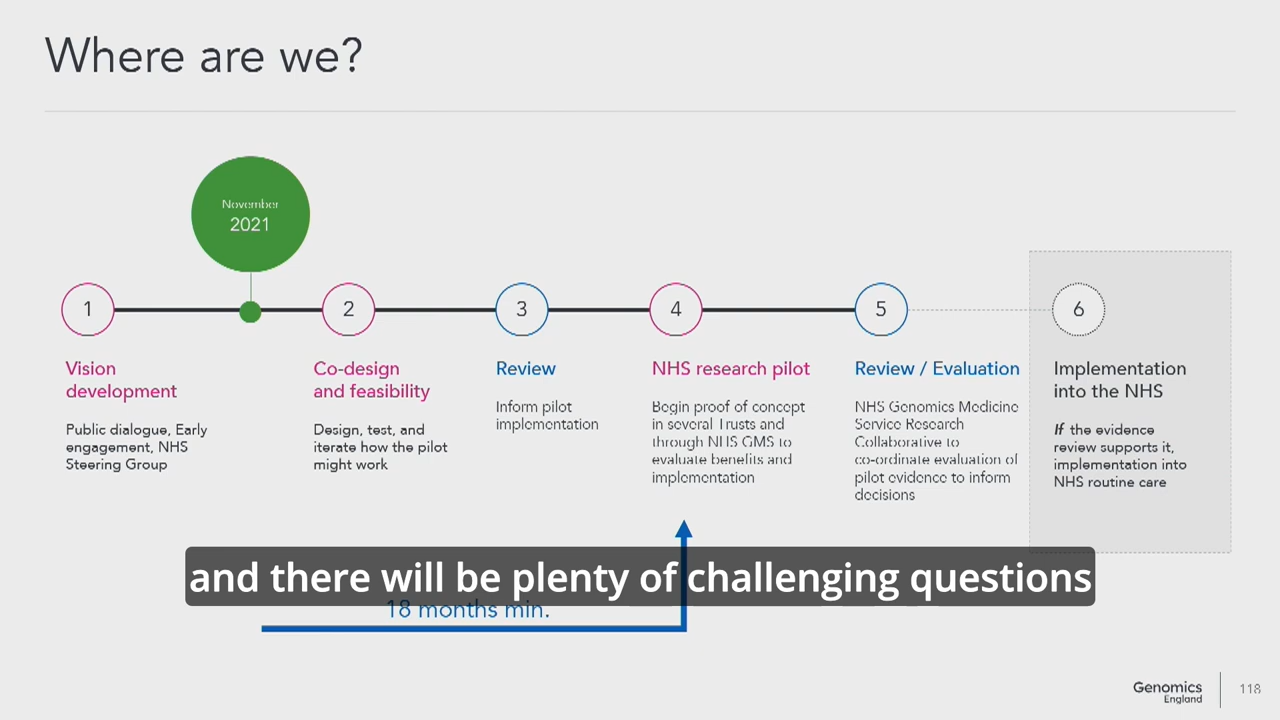 Where are we?
November
2021
1
2
3
4
5
6
Vision
development
Public dialogue, Early
engagement, NHS
Steering Group
Co-design
and feasibility
Design, test, and
iterate how the pilot
might work
Review
Inform pilot
implementation
NHS research pilot
Begin proof of concept
in several Trusts and
through NHS GMS to
evaluate benefits and
implementation
Review / Evaluation
NHS Genomics Medicine
Service Research
Collaborative to
co-ordinate evaluation of
pilot evidence to inform
decisions
Implementation
into the NHS
If the evidence
review supports it,
implementation into
NHS routine care
and there will be plenty of challenging questions
18 months min.
Genomics
England
118